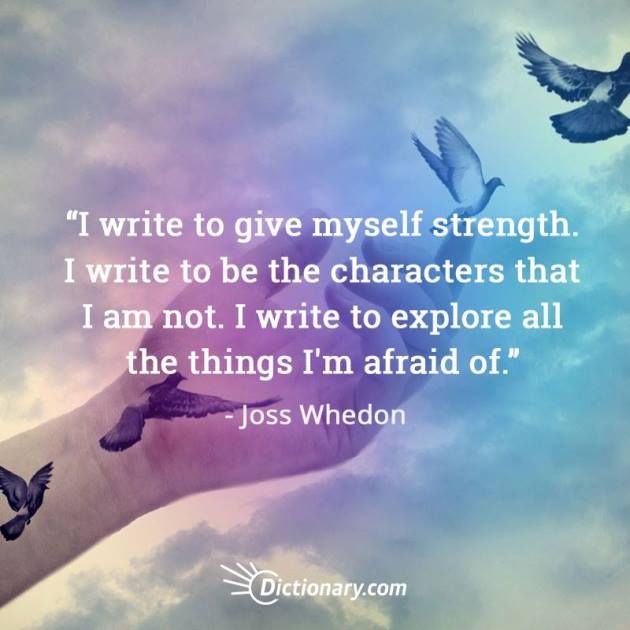 “I write to give myself strength.
I write to be the characters that
I am not. I write to explore all
the things I'm afraid of.”
- Joss Whedon
Dictionary.com